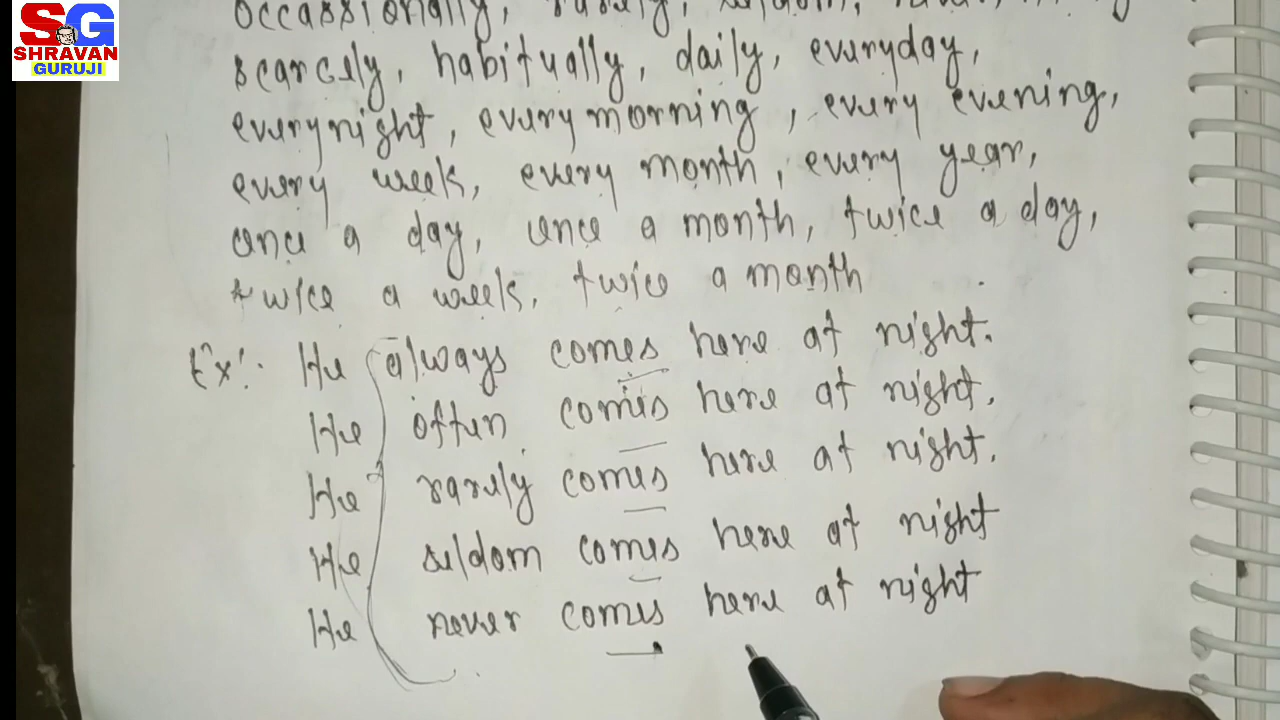 SG
SHRAVAN
GURUJI
occassionally, rarely, seldom,
scarcely, habitually, daily, everyday,
everynight, every morning, every evening,
every week, every month, every year,
once a day, once a month, twice a day,
twice a week, twice a month
Ex:- He always comes here at night.
He often comes here at night.
He rarely comes here at night.
He seldom comes here at night
He never comes here at night